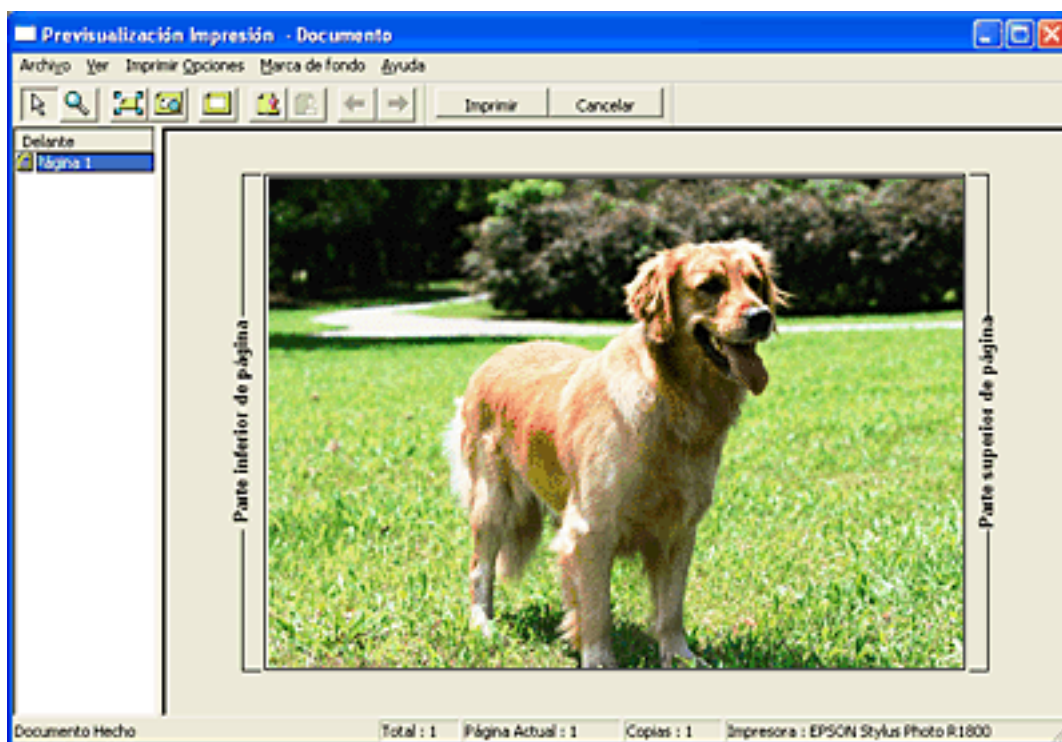 Previsualización Impresión - Documento
Archivo Ver Imprimir Opciones Marca de fondo Ayuda
Imprimir Cancelar
Delante
Página 1
Parte inferior de página
Parte superior de página
Documento Hecho Total : 1 Página Actual : 1 Copias : 1 Impresora : EPSON Stylus Photo R1800